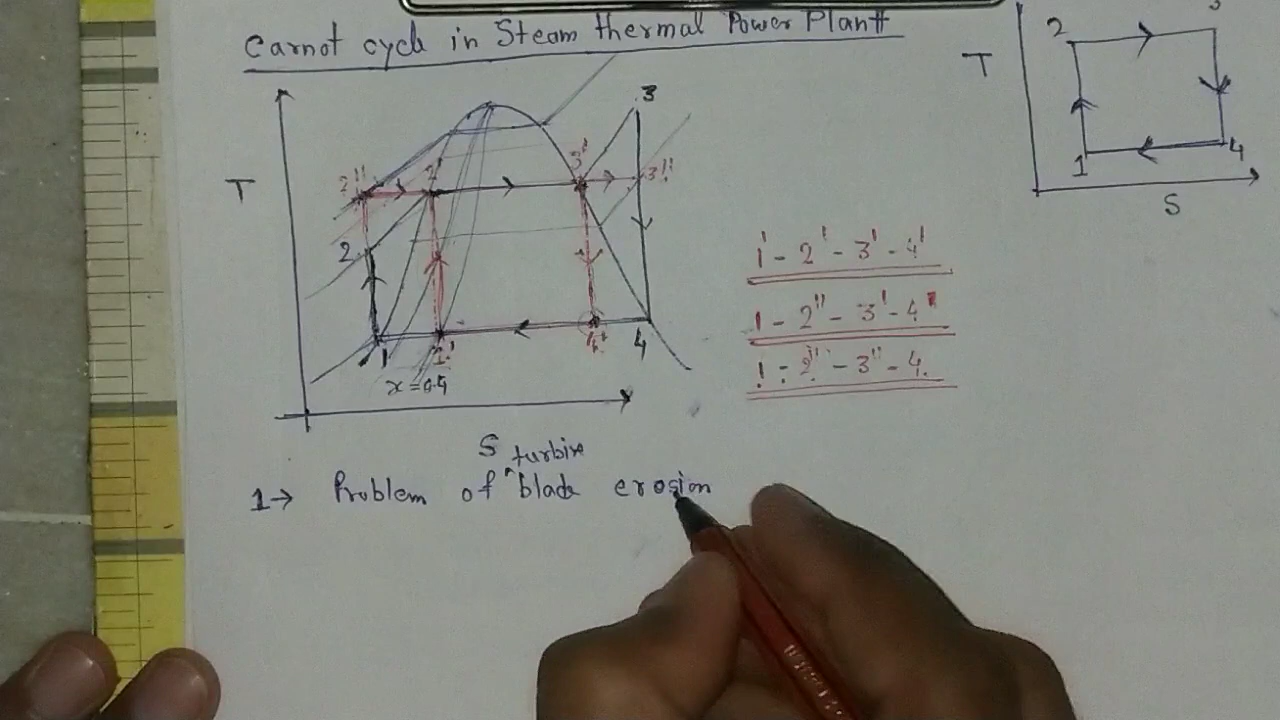 Carnot cycle in Steam thermal Power Plant
3
2
T
1
4
S
3
T
2''
2'
3'
3''
2
1
1'
4'
4
S
1' - 2' - 3' - 4'
1 - 2'' - 3' - 4'
1 - 2'' - 3'' - 4.
turbine
1→ Problem of ^ blade erosion